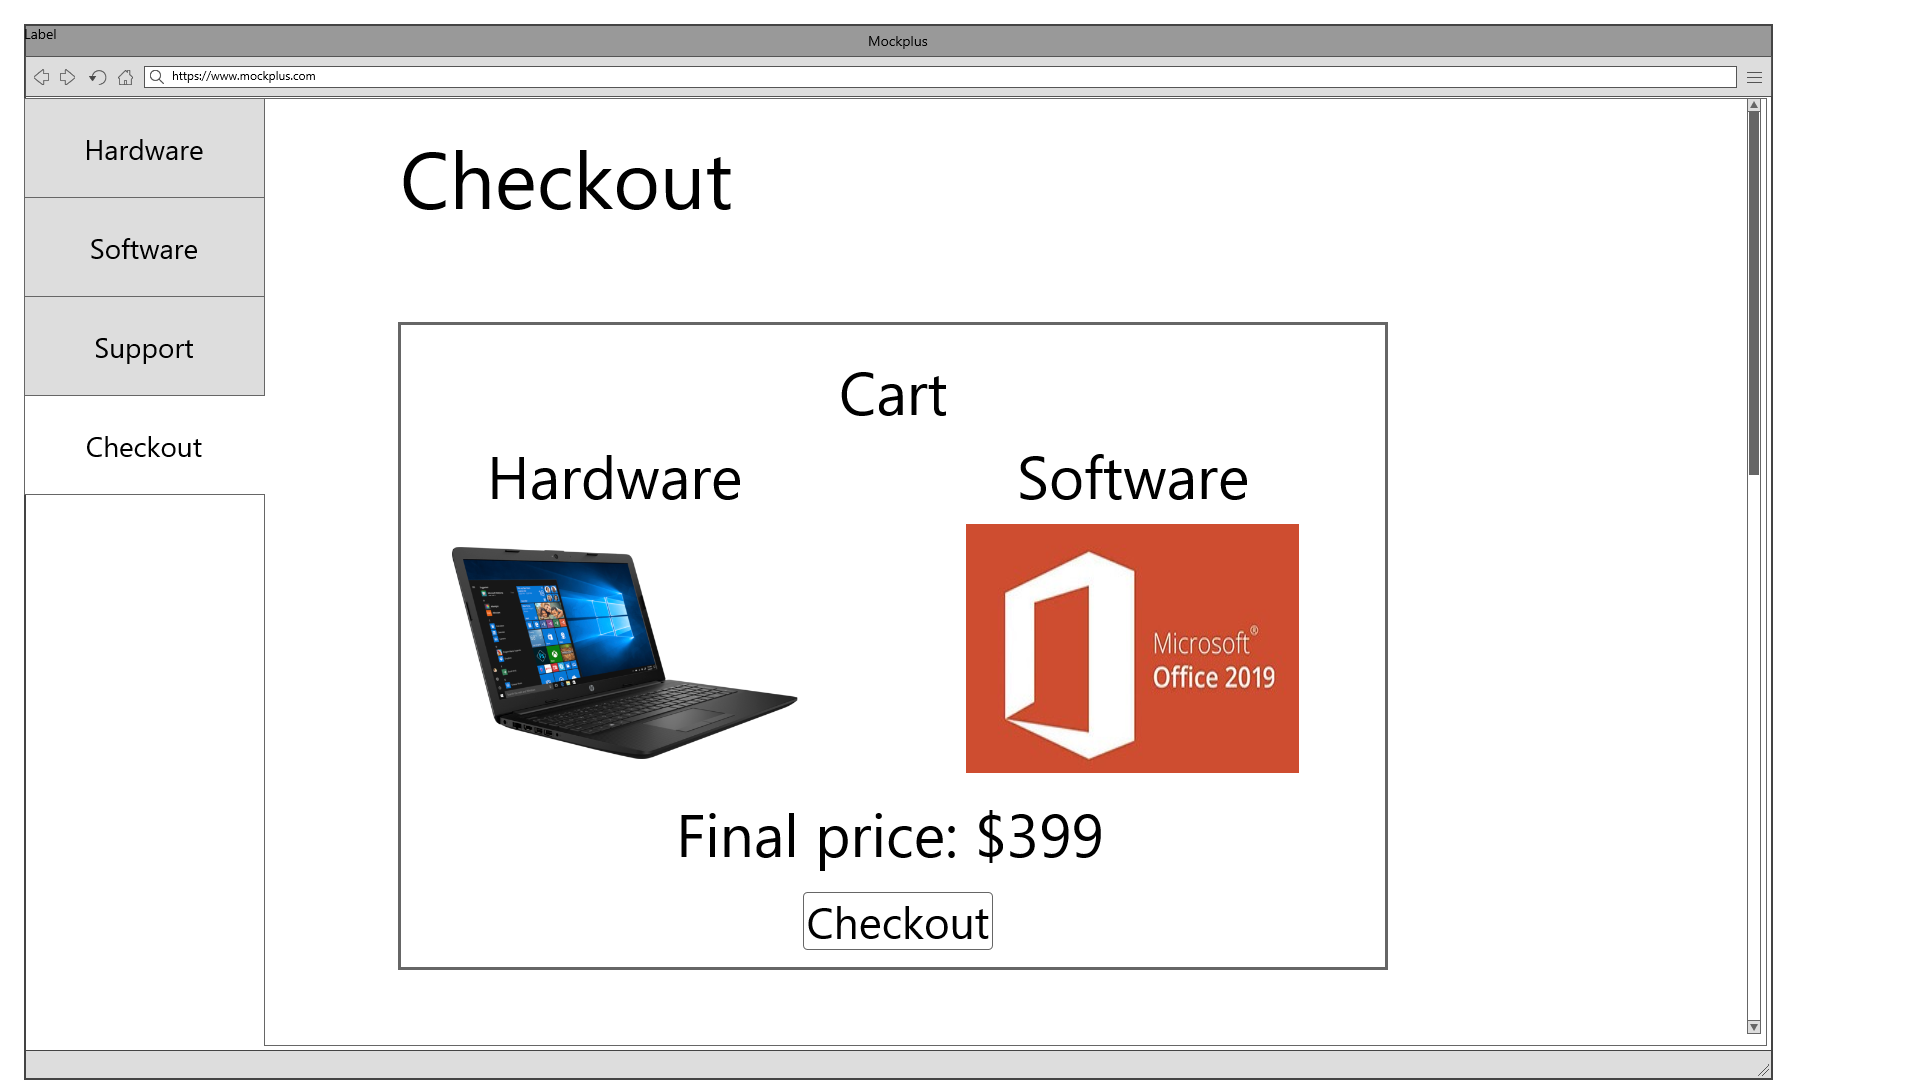 Label
Mockplus
https://www.mockplus.com
Hardware
Software
Support
Checkout
Checkout
Cart
Hardware
Software
Microsoft®
Office 2019
Final price: $399
Checkout